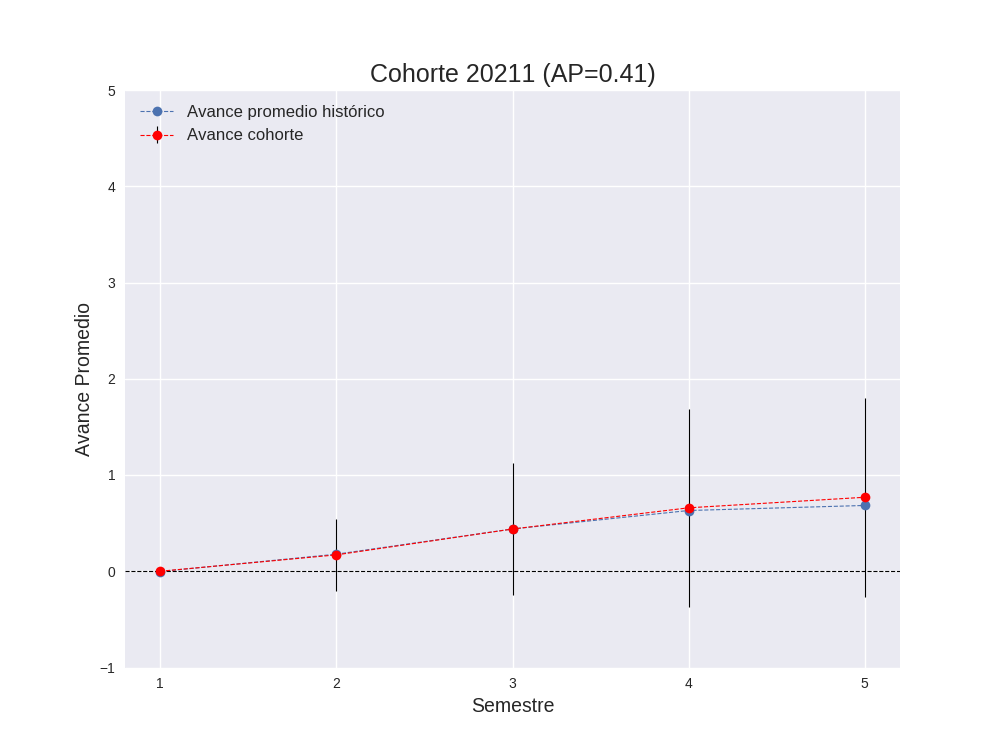 Cohorte 20211 (AP=0.41)
Avance promedio histórico
Avance cohorte
5
4
3
2
1
0
−1
Avance Promedio
1 2 3 4 5
Semestre